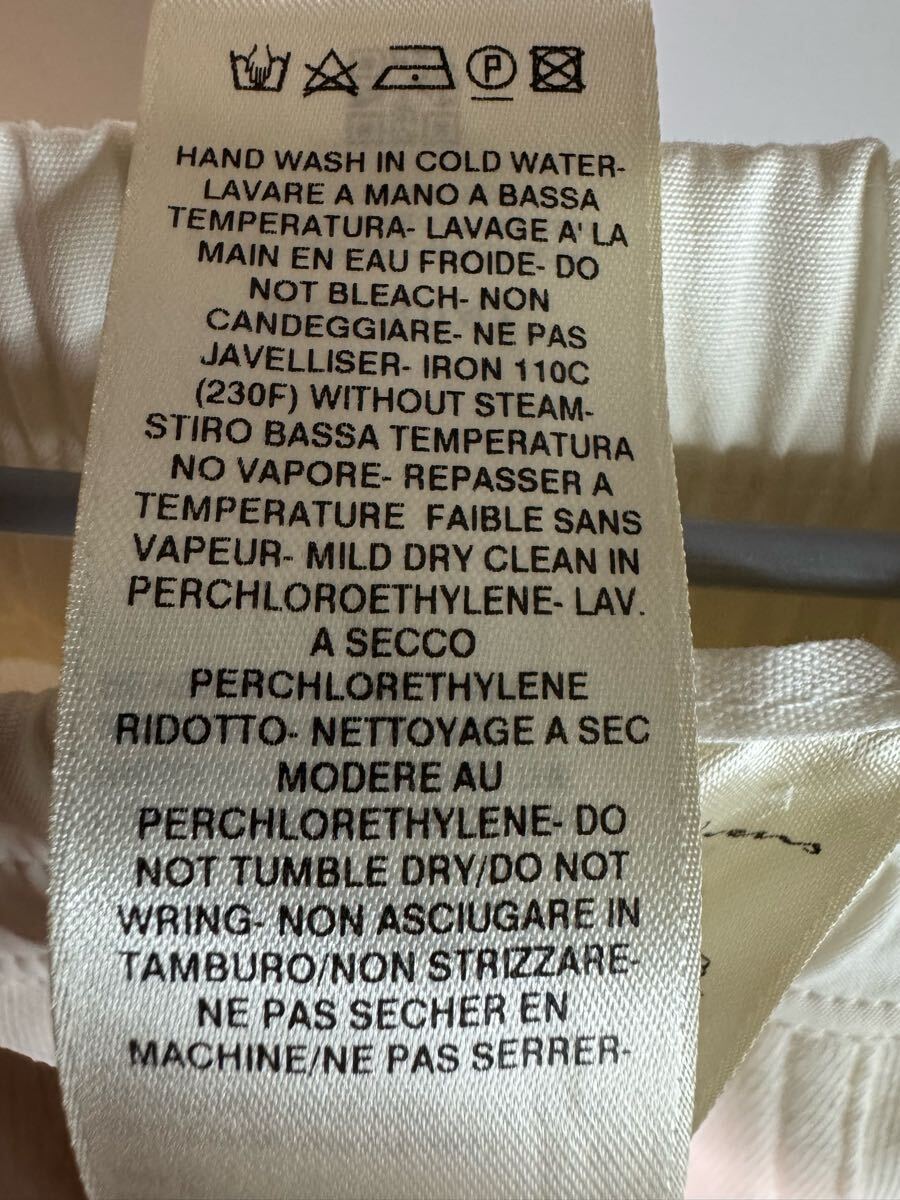 P
HAND WASH IN COLD WATER-
LAVARE A MANO A BASSA
TEMPERATURA- LAVAGE A' LA
MAIN EN EAU FROIDE- DO
NOT BLEACH- NON
CANDEGGIARE- NE PAS
JAVELLISER- IRON 110C
(230F) WITHOUT STEAM-
STIRO BASSA TEMPERATURA
NO VAPORE- REPASSER A
TEMPERATURE FAIBLE SANS
VAPEUR- MILD DRY CLEAN IN
PERCHLOROETHYLENE- LAV.
A SECCO
PERCHLORETHYLENE
RIDOTTO- NETTOYAGE A SEC
MODERE AU
PERCHLORETHYLENE- DO
NOT TUMBLE DRY/DO NOT
WRING- NON ASCIUGARE IN
TAMBURO/NON STRIZZARE-
NE PAS SECHER EN
MACHINE/NE PAS SERRER-